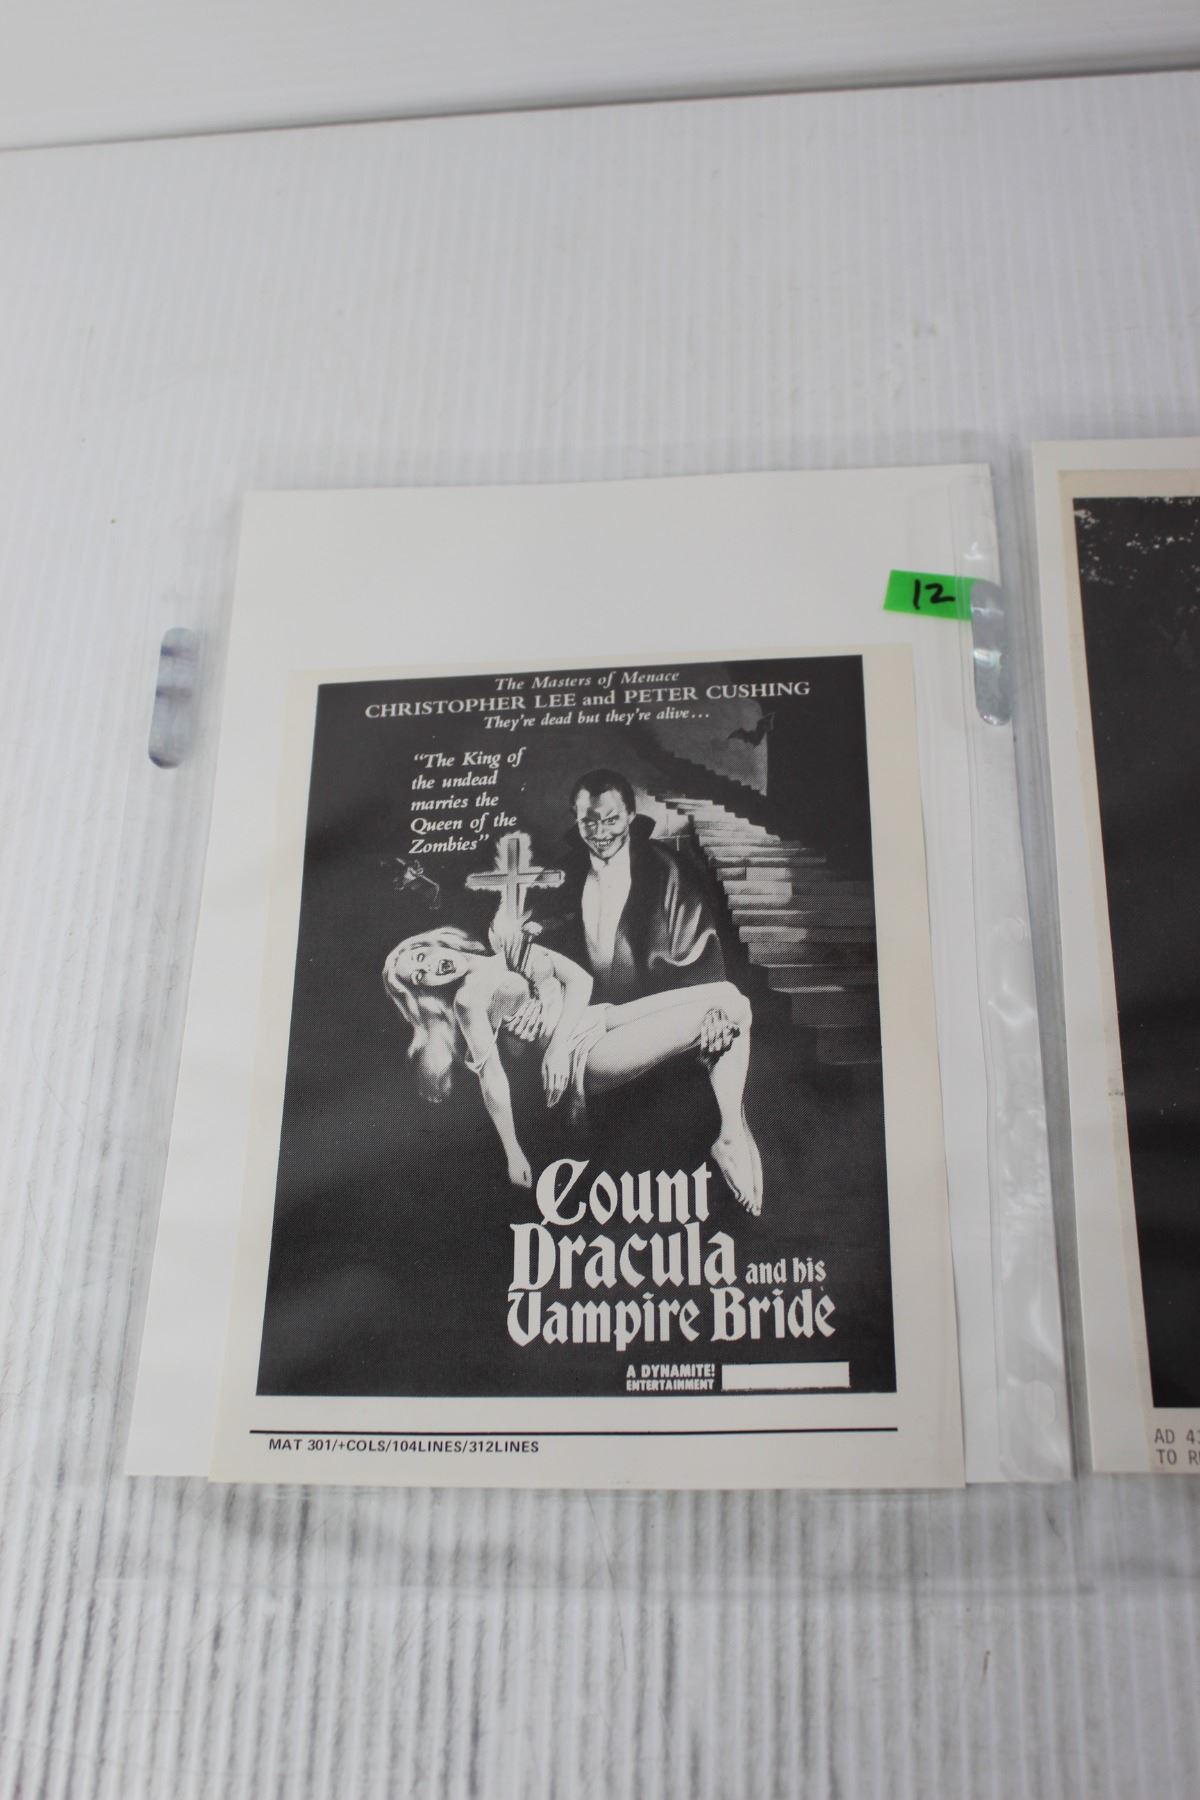 12
The Masters of Menace
CHRISTOPHER LEE and PETER CUSHING
They're dead but they're alive...
"The King of
the undead
marries the
Queen of the
Zombies"
Count
Dracula and his
Vampire Bride
A DYNAMITE!
ENTERTAINMENT
MAT 301/+COLS/104LINES/312LINES
AD
TO